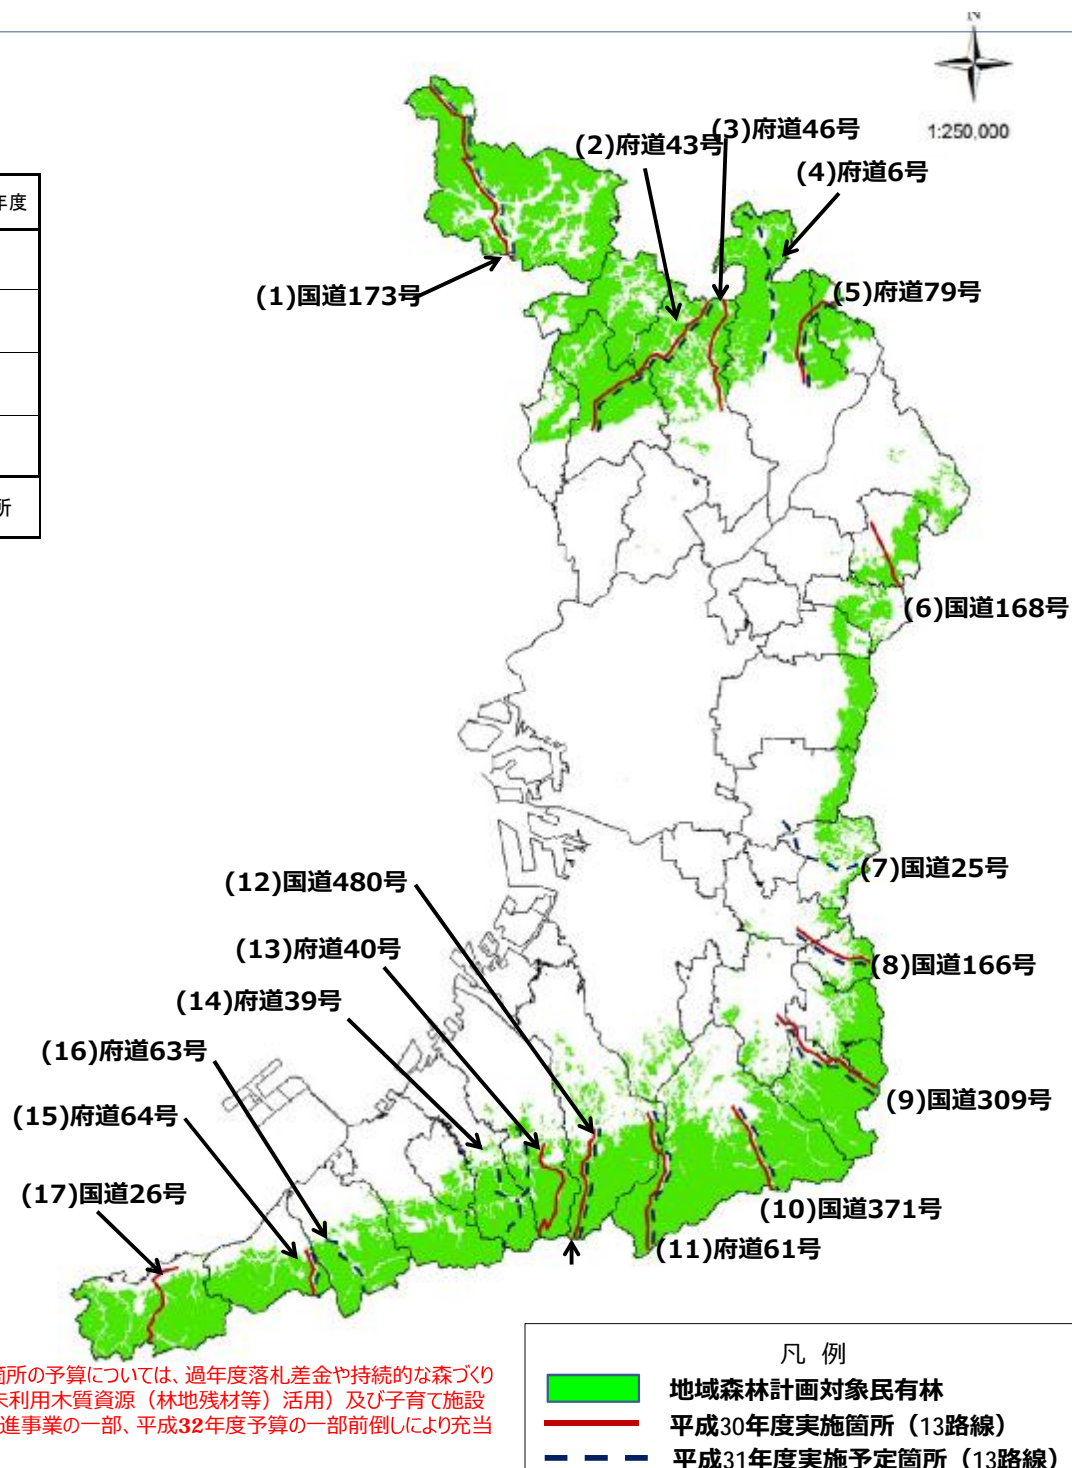 N
1:250,000
年度
所
(3)府道46号
(2)府道43号
(4)府道6号
(1)国道173号
(5)府道79号
(6)国道168号
(7)国道25号
(12)国道480号
(13)府道40号
(8)国道166号
(14)府道39号
(16)府道63号
(9)国道309号
(15)府道64号
(17)国道26号
(10)国道371号
(11)府道61号
箇所の予算については、過年度落札差金や持続的な森づくり
未利用木質資源（林地残材等）活用）及び子育て施設
進事業の一部、平成32年度予算の一部前倒しにより充当
凡 例
地域森林計画対象民有林
平成30年度実施箇所（13路線）
平成31年度実施予定箇所（13路線）